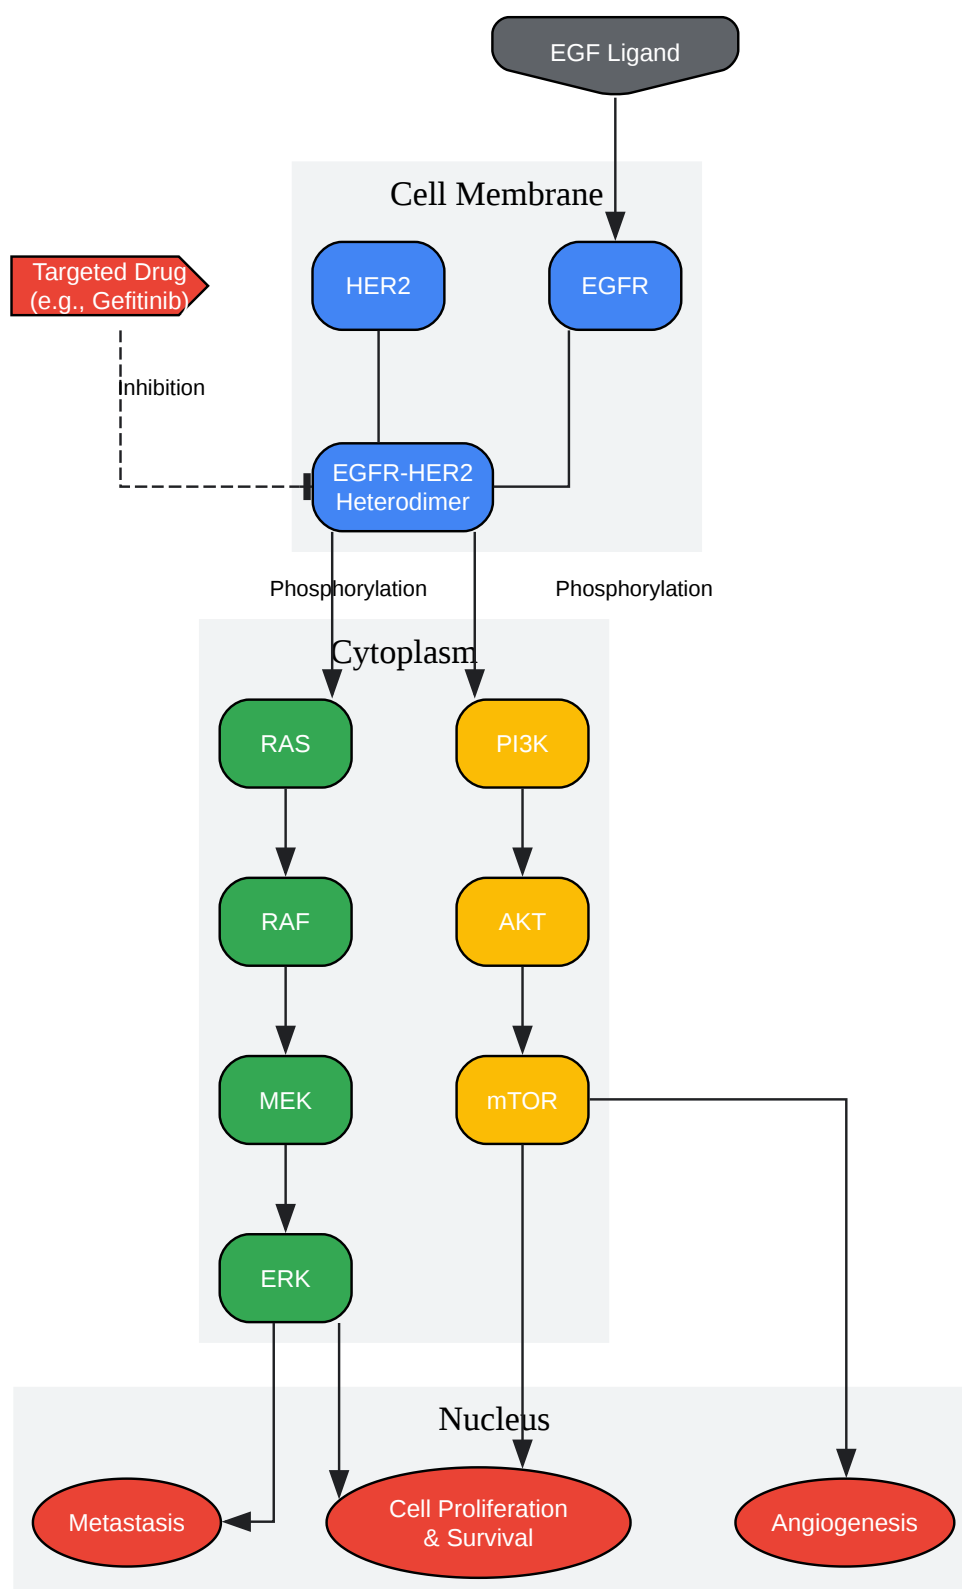 EGF Ligand
Cell Membrane
Targeted Drug
(e.g., Gefitinib)
HER2
EGFR
Inhibition
EGFR-HER2
Heterodimer
Phosphorylation
Phosphorylation
Cytoplasm
RAS
PI3K
RAF
AKT
MEK
mTOR
ERK
Nucleus
Metastasis
Cell Proliferation
& Survival
Angiogenesis